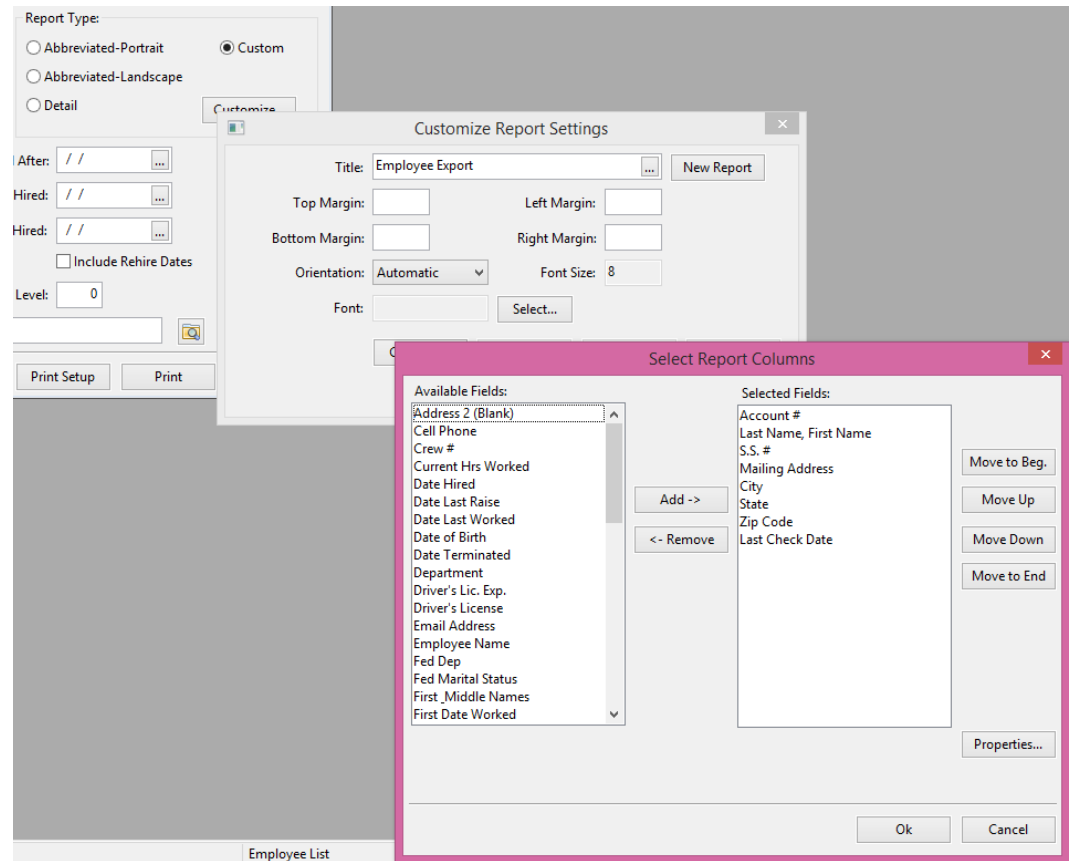 Report Type:
Abbreviated-Portrait
Custom
Abbreviated-Landscape
Detail
Customize...
After: / / ...
Hired: / / ...
Hired: / / ...
Include Rehire Dates
Level: 0
Print Setup
Print
Customize Report Settings
Title: Employee Export ... New Report
Top Margin: Left Margin:
Bottom Margin: Right Margin:
Orientation: Automatic Font Size: 8
Font: Select...
Select Report Columns
Available Fields:
Address 2 (Blank)
Cell Phone
Crew #
Current Hrs Worked
Date Hired
Date Last Raise
Date Last Worked
Date of Birth
Date Terminated
Department
Driver's Lic. Exp.
Driver's License
Email Address
Employee Name
Fed Dep
Fed Marital Status
First _Middle Names
First Date Worked
Add ->
<- Remove
Selected Fields:
Account #
Last Name, First Name
S.S. #
Mailing Address
City
State
Zip Code
Last Check Date
Move to Beg.
Move Up
Move Down
Move to End
Properties...
Ok
Cancel
Employee List